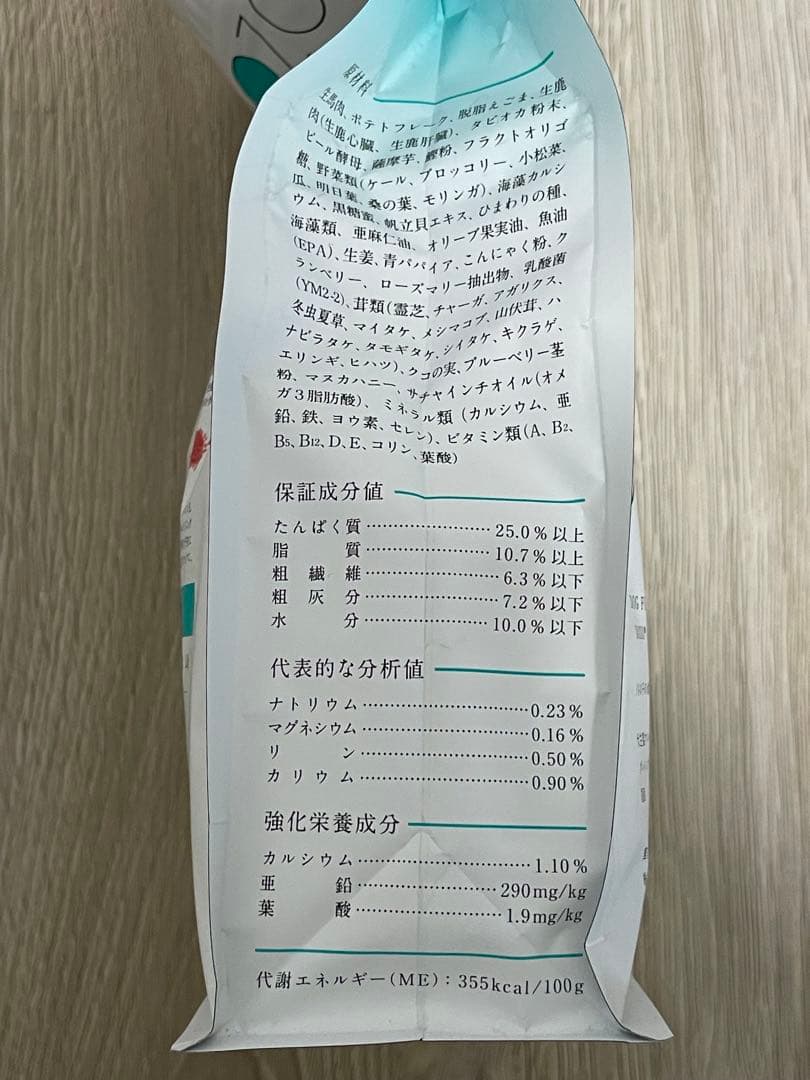 10
原材料
生馬肉、ポテトフレーク、脱脂えごま、生鹿
肉(生鹿心臓、生鹿肝臓)、タピオカ粉末、
ビール酵母、薩摩芋、鰹粉、フラクトオリゴ
糖、野菜類(ケール、ブロッコリー、小松菜、
瓜、明日葉、桑の葉、モリンガ)、海藻カルシ
ウム、黒糖蜜、帆立貝エキス、ひまわりの種、
海藻類、亜麻仁油、オリーブ果実油、魚油
(EPA)、生姜、青パパイア、こんにゃく粉、ク
ランベリー、ローズマリー抽出物、乳酸菌
(YM2-2)、茸類(霊芝、チャーガ、アガリクス、
冬虫夏草、マイタケ、メシマコブ、山伏茸、ハ
ナビラタケ、タモギタケ、シイタケ、キクラゲ、
エリンギ、ヒハツ)、クコの実、ブルーベリー茎
粉、マヌカハニー、サチャインチオイル(オメ
ガ3脂肪酸)、ミネラル類(カルシウム、亜
鉛、鉄、ヨウ素、セレン)、ビタミン類(A、B2、
B5、B12、D、E、コリン、葉酸)
保証成分値
たんぱく質……………………25.0%以上
脂質……………………10.7%以上
粗繊維……………………6.3%以下
粗灰分……………………7.2%以下
水分……………………10.0%以下
代表的な分析値
ナトリウム……………………0.23%
マグネシウム……………………0.16%
リン……………………0.50%
カリウム……………………0.90%
強化栄養成分
カルシウム……………………1.10%
亜鉛……………………290mg/kg
葉酸……………………1.9mg/kg
代謝エネルギー(ME):355kcal/100g